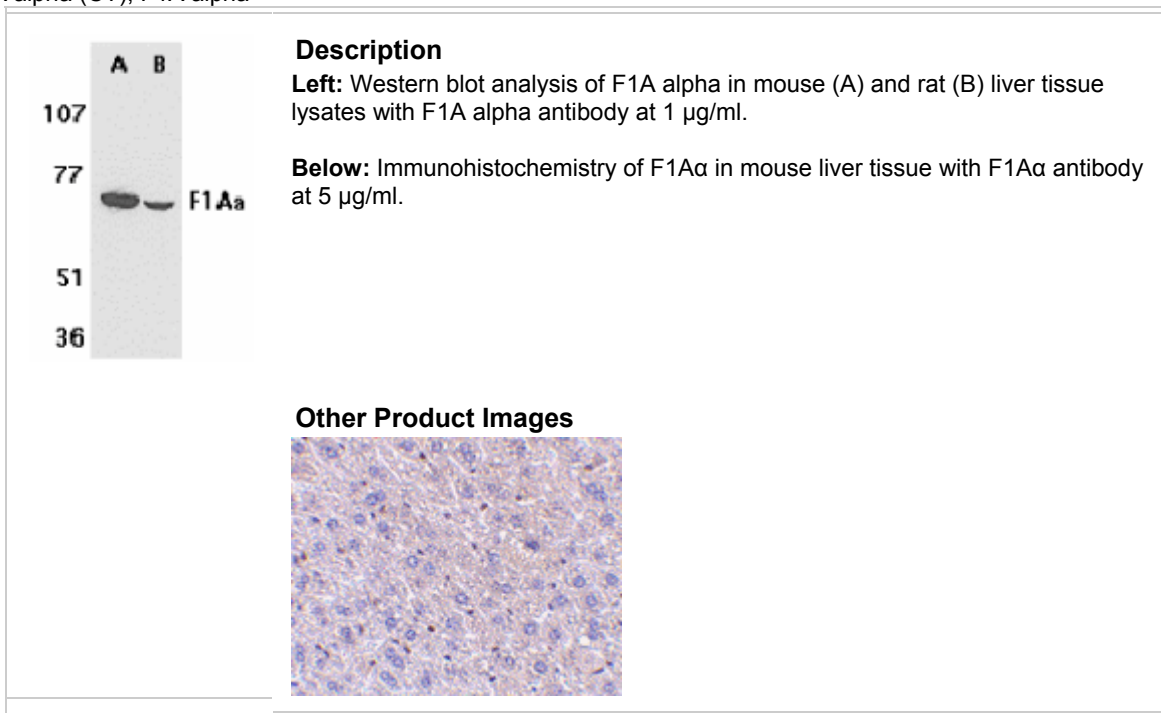 A B
107
77
F1Aa
51
36
Description
Left: Western blot analysis of F1A alpha in mouse (A) and rat (B) liver tissue
lysates with F1A alpha antibody at 1 µg/ml.
Below: Immunohistochemistry of F1Aα in mouse liver tissue with F1Aα antibody
at 5 µg/ml.
Other Product Images